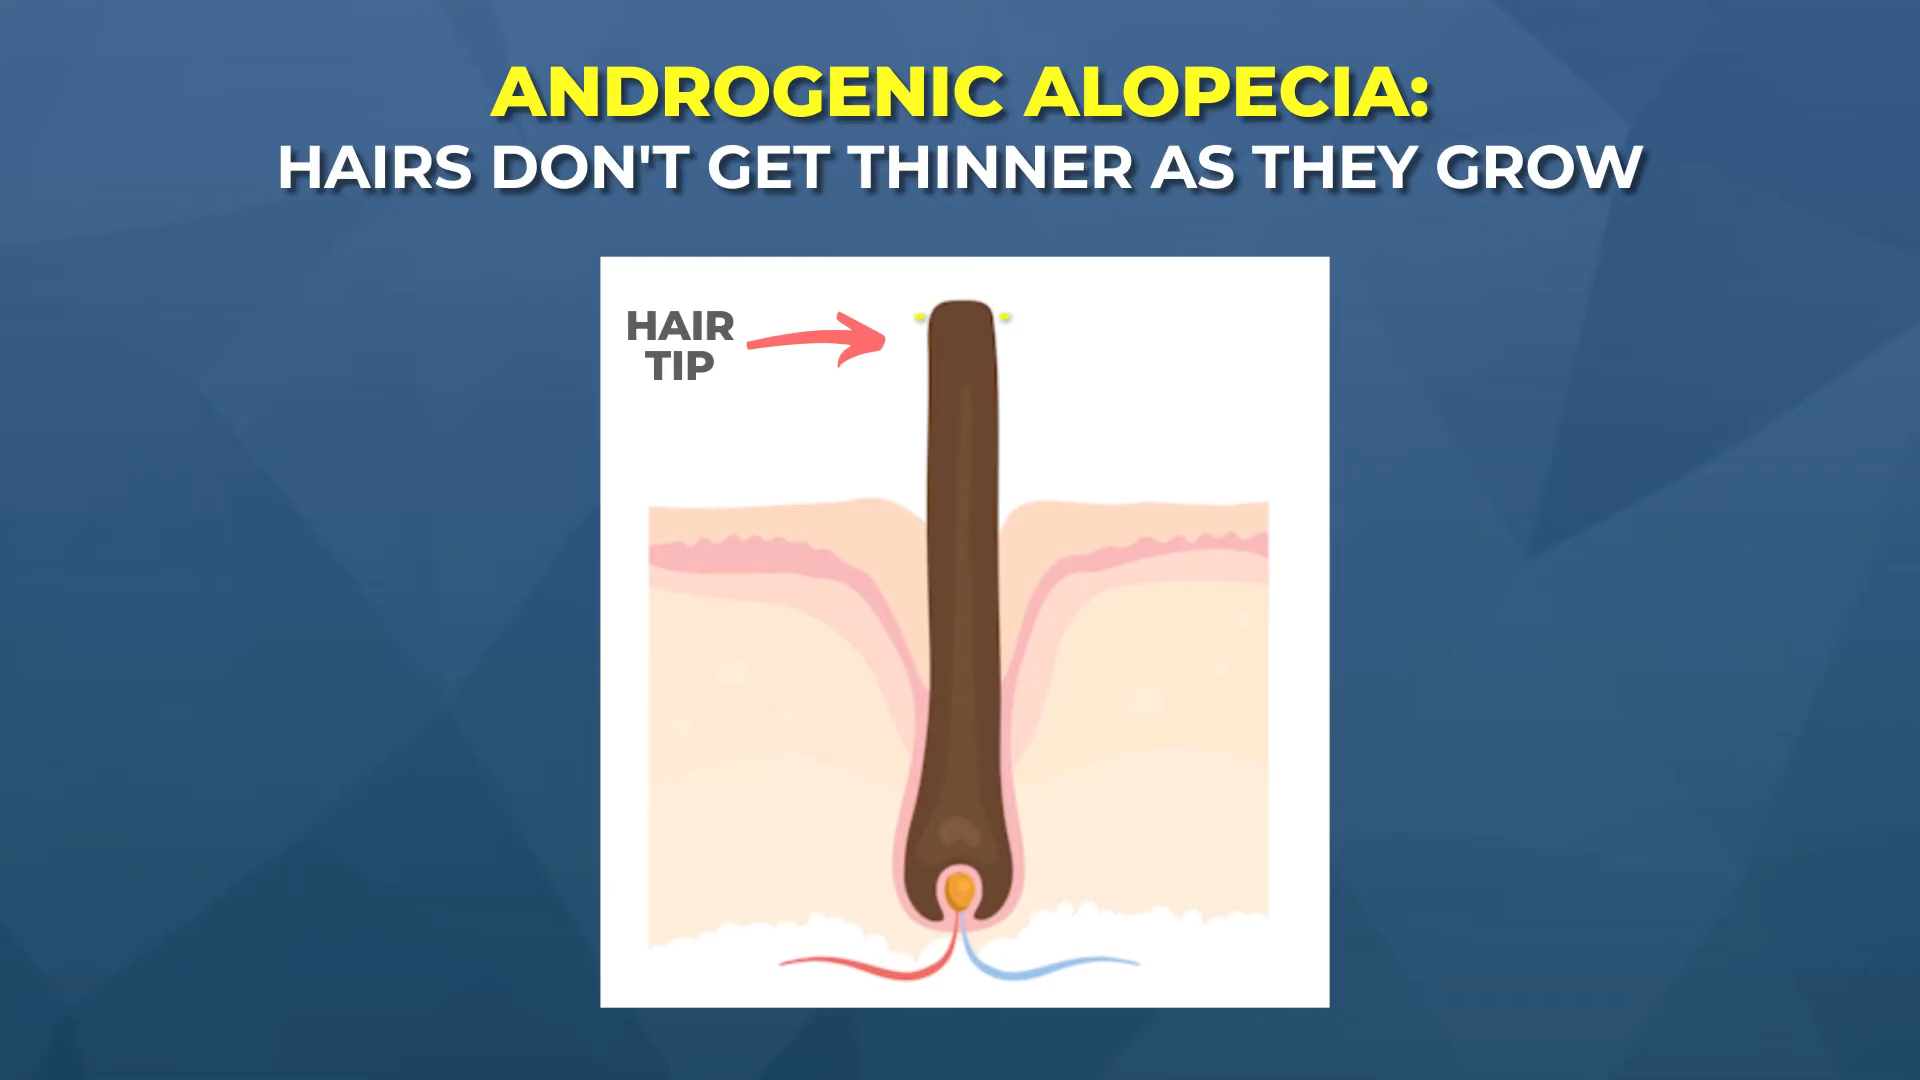 ANDROGENIC ALOPECIA:
HAIRS DON'T GET THINNER AS THEY GROW
HAIR
TIP